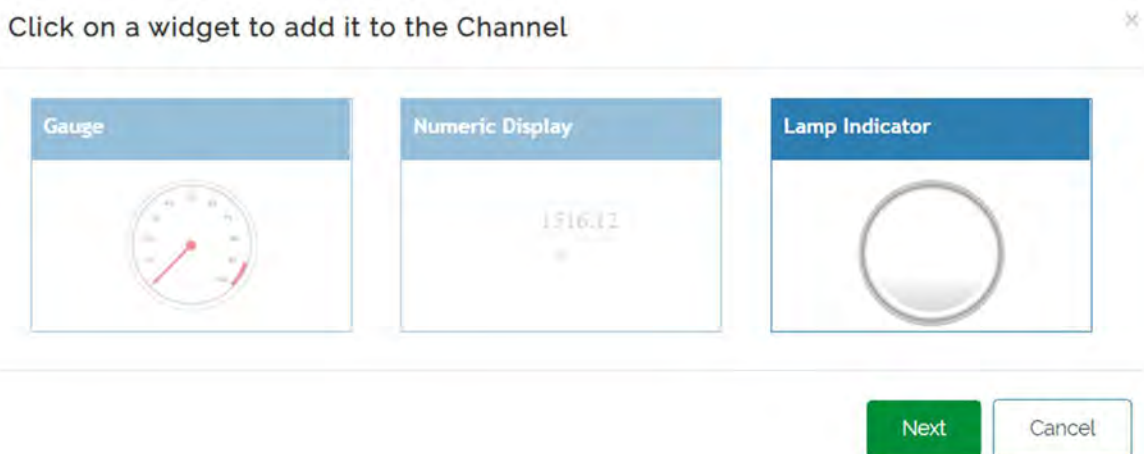 Click on a widget to add it to the Channel
×
Gauge
Numeric Display
Lamp Indicator
1516.12
Next
Cancel